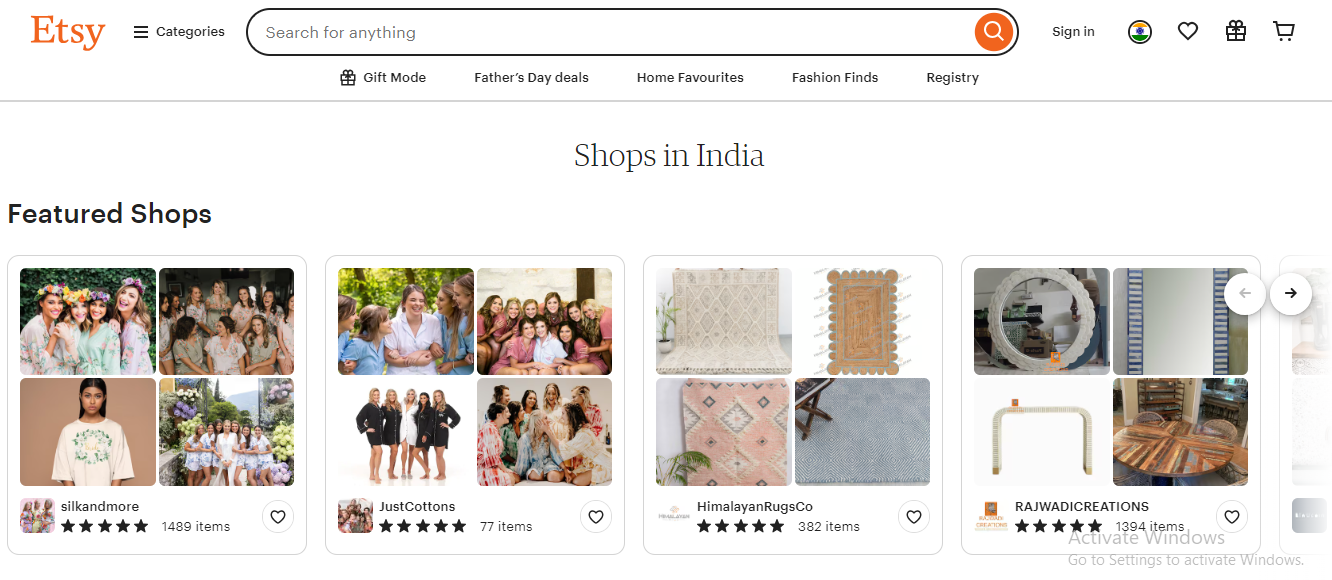 Etsy
Categories
Search for anything
Sign in
Gift Mode
Father's Day deals
Home Favourites
Fashion Finds
Registry
Shops in India
Featured Shops
silkandmore
1489 items
JustCottons
77 items
HimalayanRugsCo
382 items
RAJWADICREATIONS
1394 items
Activate Windows
Go to Settings to activate Windows.